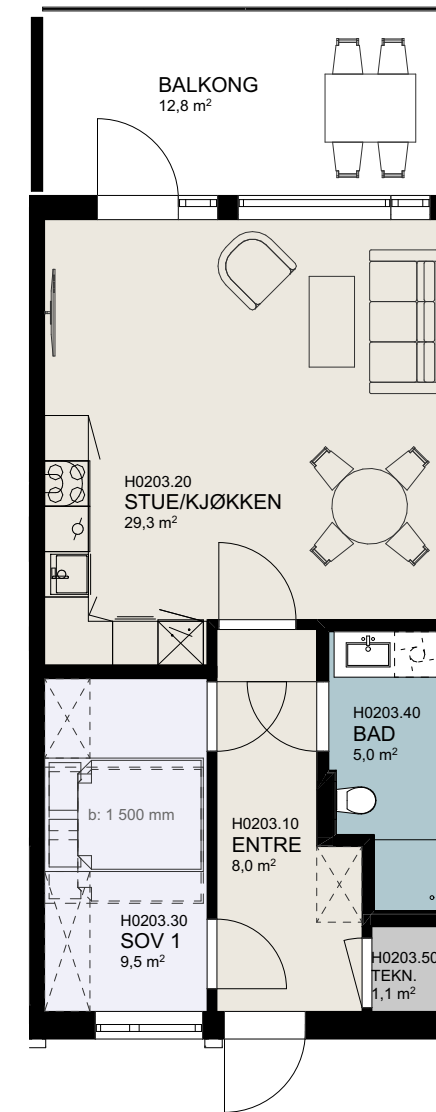 BALKONG
12,8 m²
H0203.20
STUE/KJØKKEN
29,3 m²
H0203.40
BAD
5,0 m²
b: 1 500 mm
H0203.10
ENTRE
8,0 m²
H0203.30
SOV 1
9,5 m²
H0203.50
TEKN.
1,1 m²